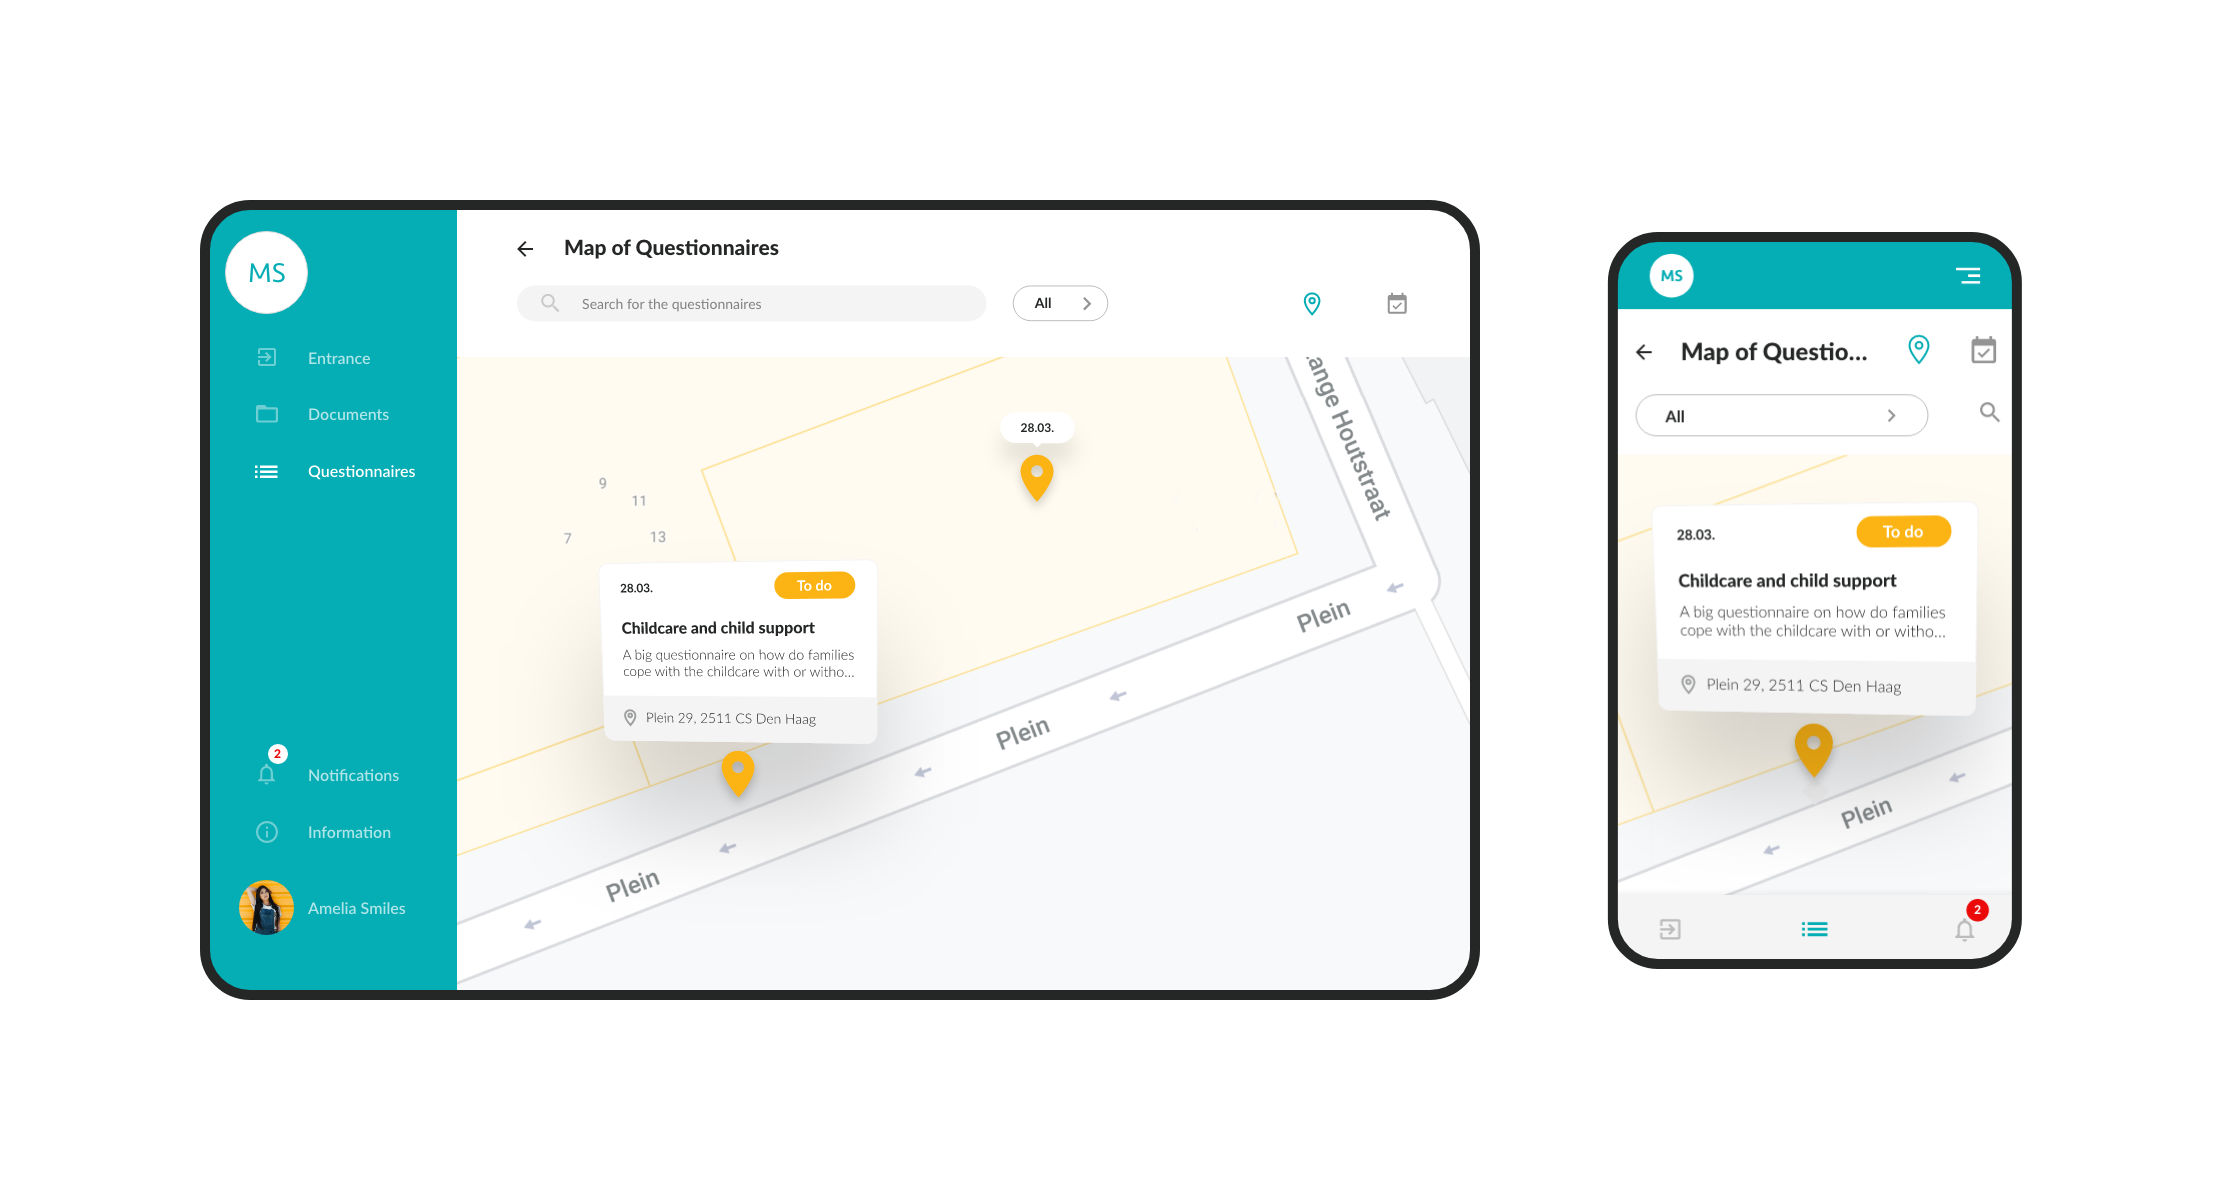 MS
Entrance
Documents
Questionnaires
2
Notifications
Information
Amelia Smiles
Map of Questionnaires
Search for the questionnaires
All
ange Houtstraat
28.03.
9
11
7
13
28.03.
To do
Childcare and child support
A big questionnaire on how do families
cope with the childcare with or witho...
Plein 29, 2511 CS Den Haag
Plein
Plein
Plein
MS
Map of Questio...
All
28.03.
To do
Childcare and child support
A big questionnaire on how do families
cope with the childcare with or witho...
Plein 29, 2511 CS Den Haag
Plein
2